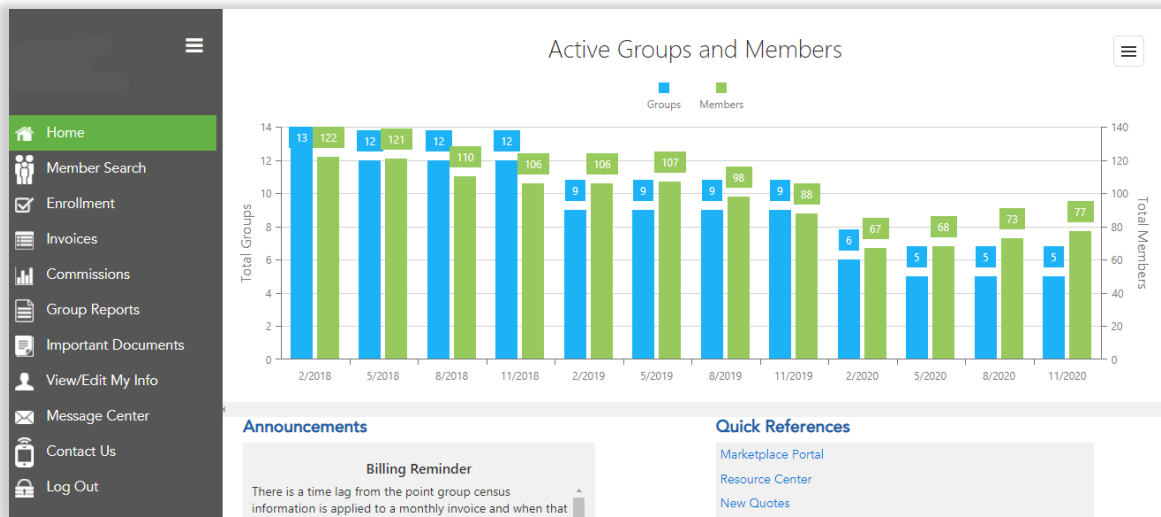 Home
Member Search
Enrollment
Invoices
Commissions
Group Reports
Important Documents
View/Edit My Info
Message Center
Contact Us
Log Out
Active Groups and Members
Groups Members
Total Groups
14
12
10
8
6
4
2
0
13 122 12 121 12 110 12 106 9 106 9 107 9 98 9 88 6 67 5 68 5 73 5 77
140
120
100
80
60
40
20
0
Total Members
2/2018 5/2018 8/2018 11/2018 2/2019 5/2019 8/2019 11/2019 2/2020 5/2020 8/2020 11/2020
Announcements
Billing Reminder
There is a time lag from the point group census
information is applied to a monthly invoice and when that
Quick References
Marketplace Portal
Resource Center
New Quotes